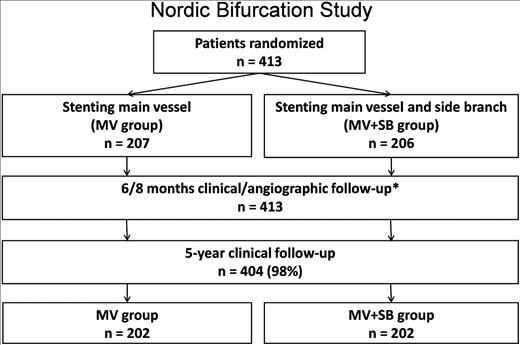 Nordic Bifurcation Study
Patients randomized
n = 413
Stenting main vessel
(MV group)
n = 207
Stenting main vessel and side branch
(MV+SB group)
n = 206
6/8 months clinical/angiographic follow-up*
n = 413
5-year clinical follow-up
n = 404 (98%)
MV group
n = 202
MV+SB group
n = 202